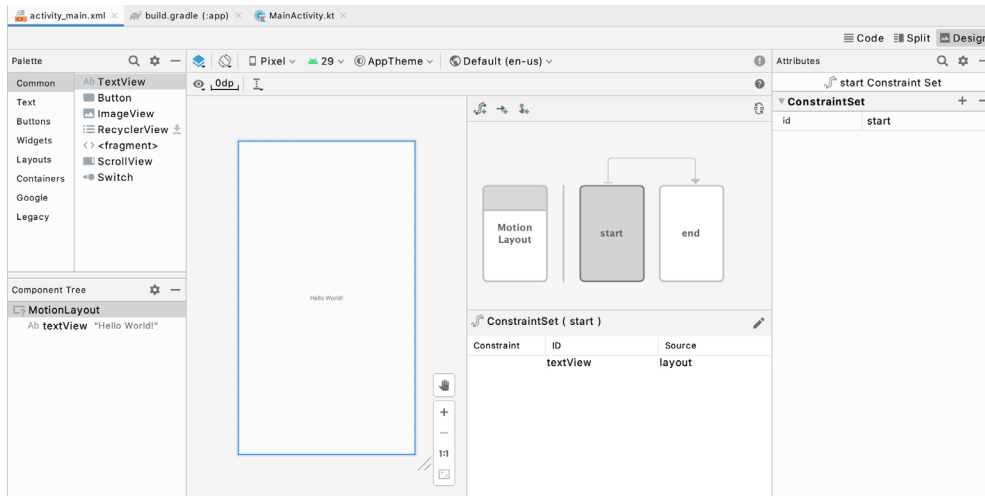 activity_main.xml
build.gradle (:app)
MainActivity.kt
Code
Split
Design
Palette
Pixel
29
AppTheme
Default (en-us)
Attributes
Common
Text
Buttons
Widgets
Layouts
Containers
Google
Legacy
Ab TextView
Button
ImageView
RecyclerView
<fragment>
ScrollView
Switch
0dp
start Constraint Set
ConstraintSet
id start
Motion
Layout
start
end
Hello World!
Component Tree
MotionLayout
Ab textView "Hello World!"
ConstraintSet ( start )
Constraint ID Source
textView layout
1:1